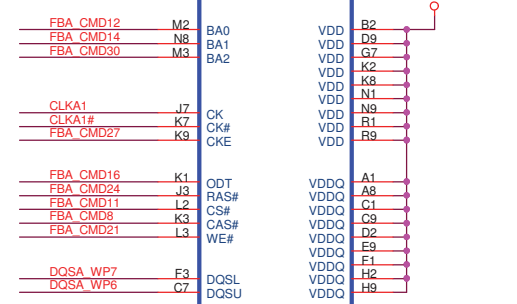 FBA_CMD12 M2 BA0 VDD B2
FBA_CMD14 N8 BA1 VDD D9
FBA_CMD30 M3 BA2 VDD G7
VDD K2
VDD K8
VDD N1
CLKA1 J7 CK VDD N9
CLKA1# K7 CK# VDD R1
FBA_CMD27 K9 CKE VDD R9
FBA_CMD16 K1 ODT VDDQ A1
FBA_CMD24 J3 RAS# VDDQ A8
FBA_CMD11 L2 CS# VDDQ C1
FBA_CMD8 K3 CAS# VDDQ C9
FBA_CMD21 L3 WE# VDDQ D2
VDDQ E9
VDDQ F1
DQSA_WP7 F3 DQSL VDDQ H2
DQSA_WP6 C7 DQSU VDDQ H9